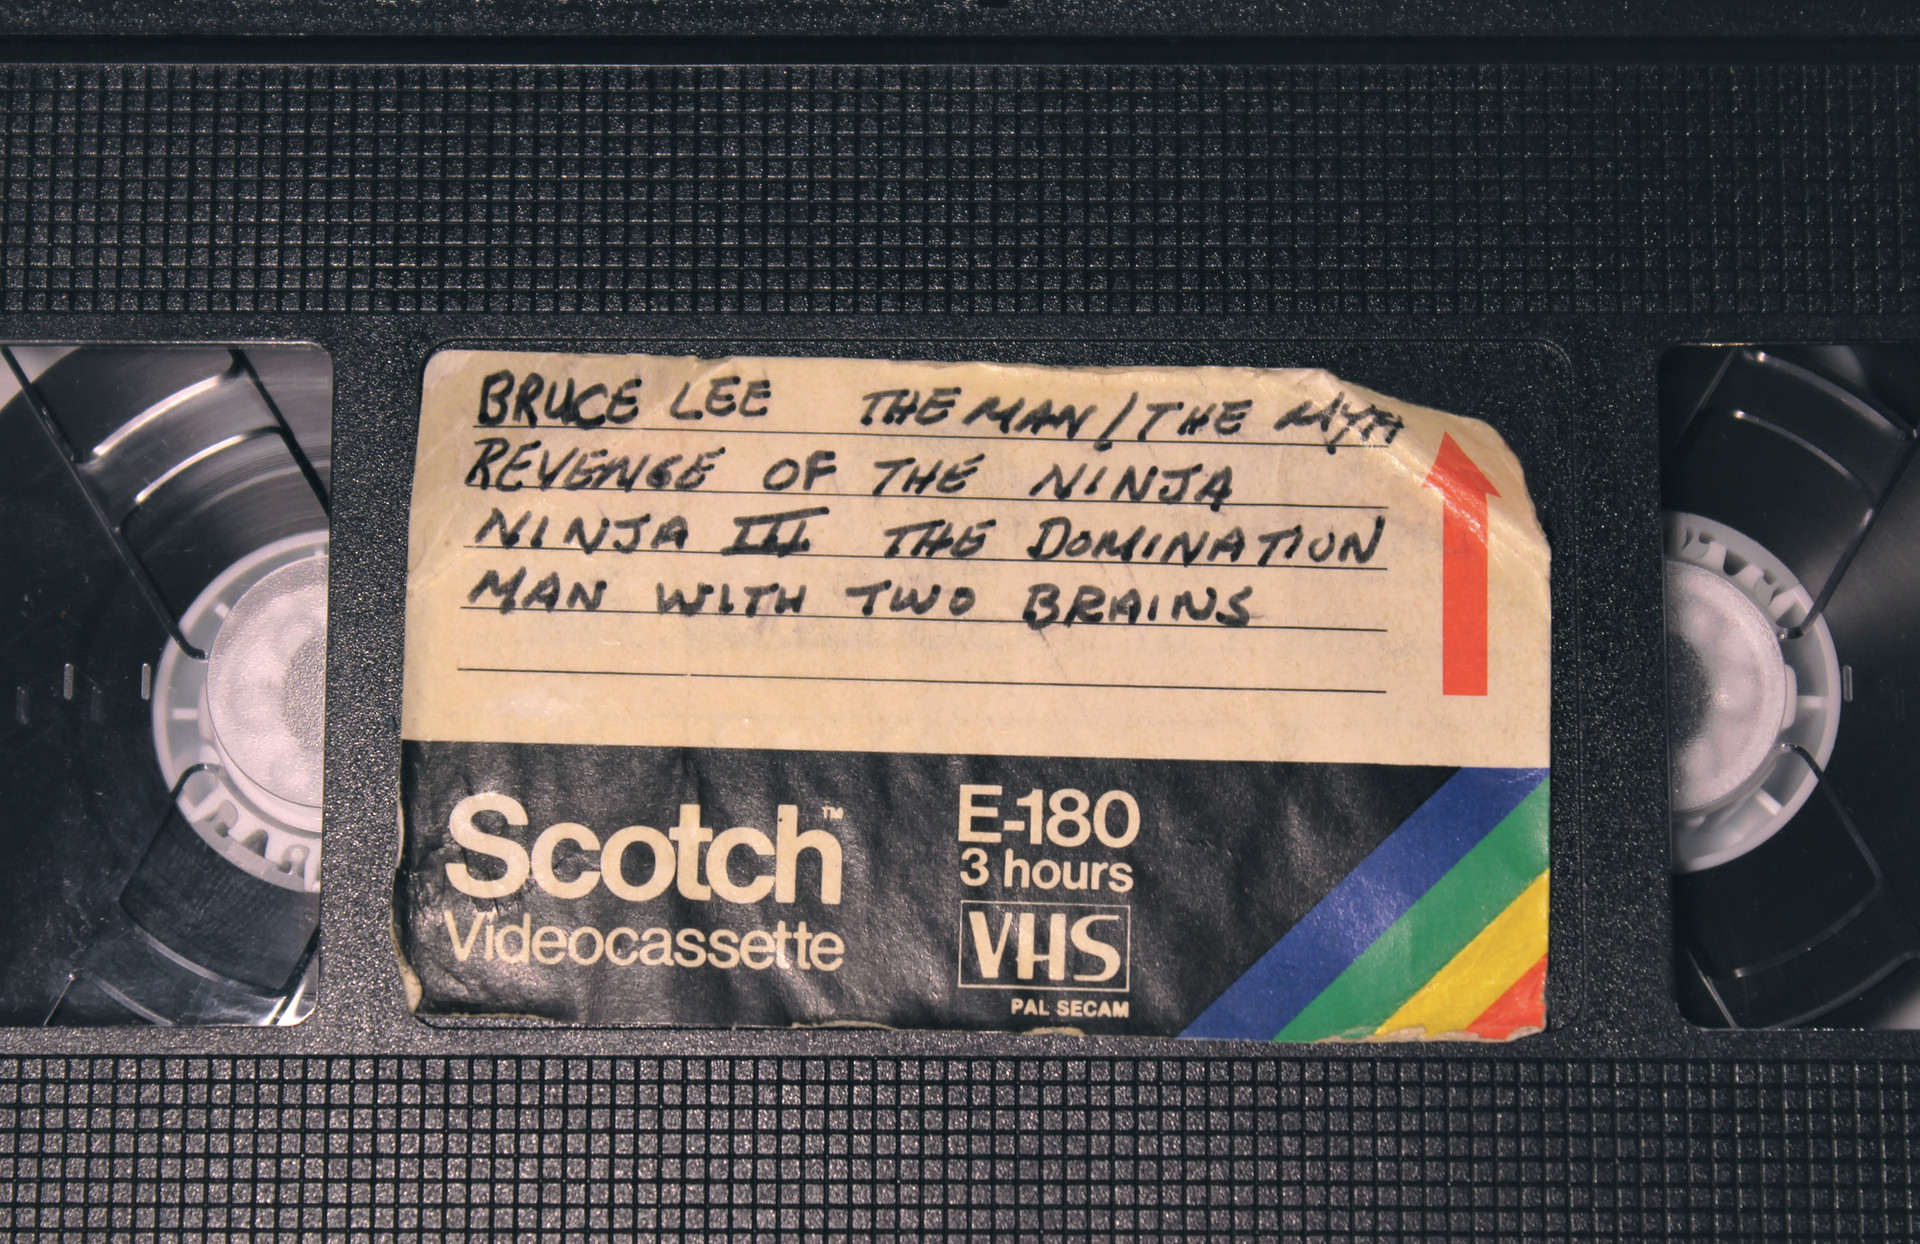 BRUCE LEE THE MAN/THE MYTH
REVENGE OF THE NINJA
NINJA III THE DOMINATION
MAN WITH TWO BRAINS
Scotch™
Videocassette
E-180
3 hours
VHS
PAL SECAM